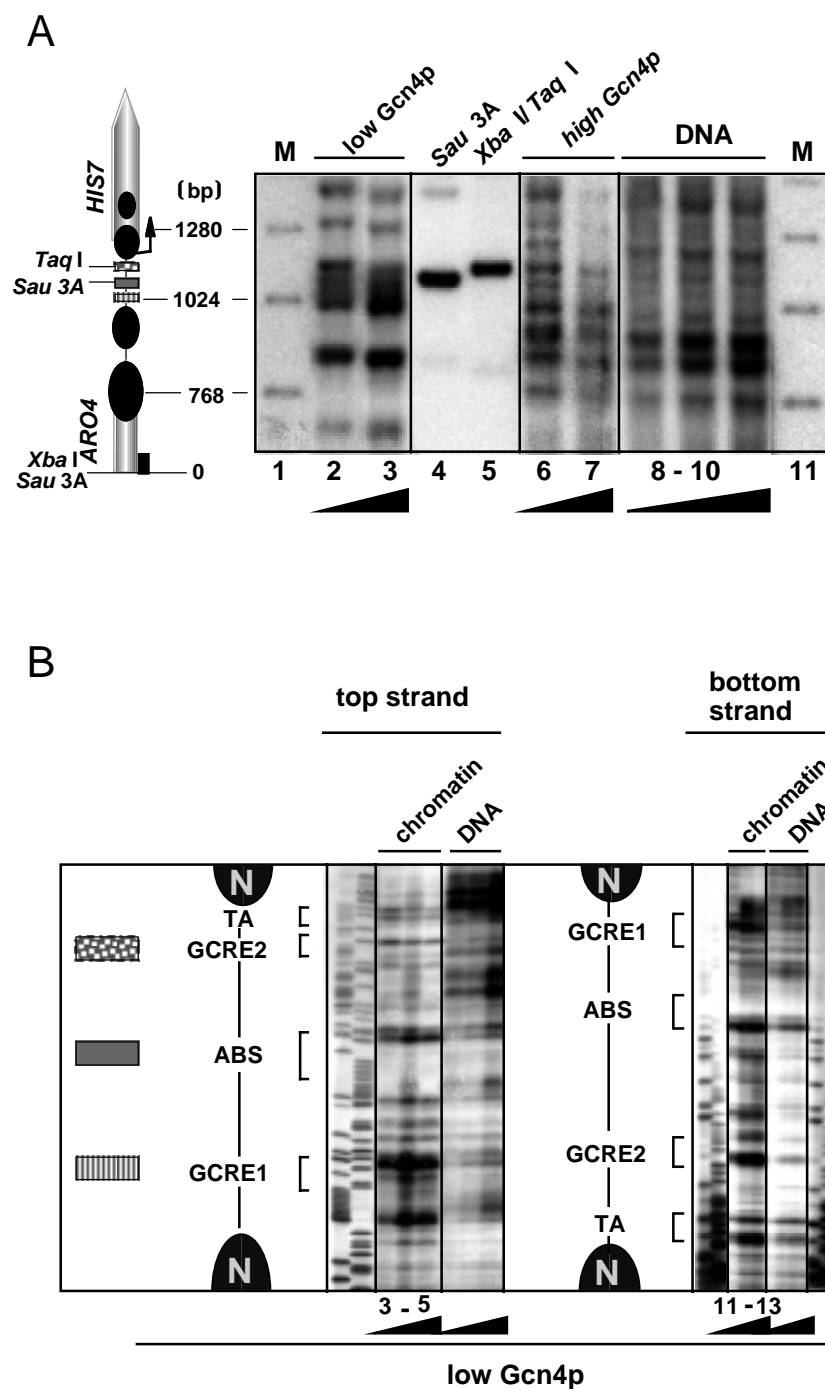 A
low Gcn4p
Sau 3A
Xba I/ Taq I
high Gcn4p
M
DNA
M
HIS7
(bp)
1280
Taq I
Sau 3A
1024
768
ARO4
Xba I
Sau 3A
0
1 2 3 4 5 6 7 8 - 10 11
B
top strand
bottom
strand
chromatin
DNA
chromatin
DNA
N
N
TA
GCRE2
GCRE1
ABS
ABS
GCRE1
GCRE2
TA
N
N
3 - 5
11 -13
low Gcn4p